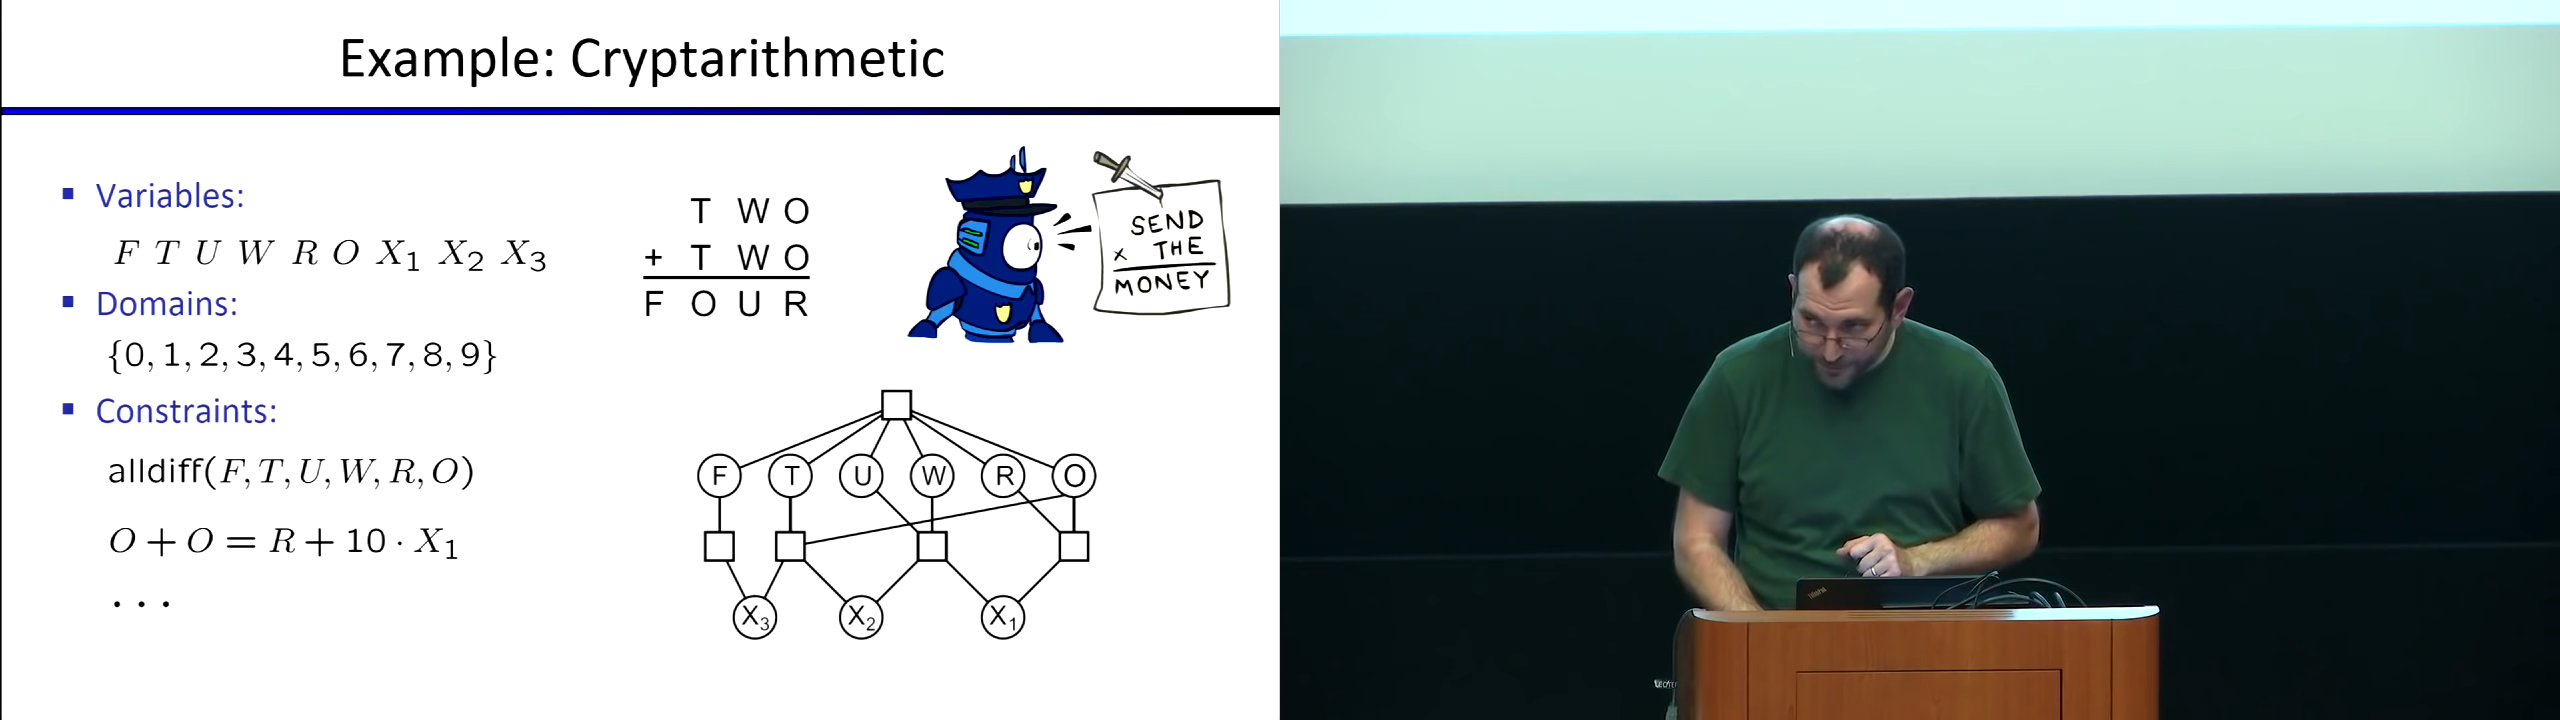 Example: Cryptarithmetic
▪ Variables:
F T U W R O X₁ X₂ X₃
▪ Domains:
{0, 1, 2, 3, 4, 5, 6, 7, 8, 9}
▪ Constraints:
alldiff(F, T, U, W, R, O)
O + O = R + 10 · X₁
. . .
T W O
+ T W O
F O U R
SEND
x THE
MONEY
F T U W R O
X₃ X₂ X₁
ThinkPad